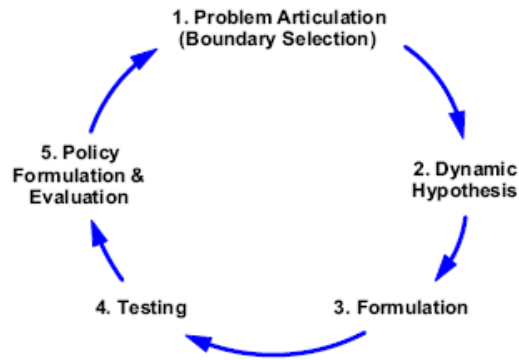 1. Problem Articulation
(Boundary Selection)
2. Dynamic
Hypothesis
3. Formulation
4. Testing
5. Policy
Formulation &
Evaluation